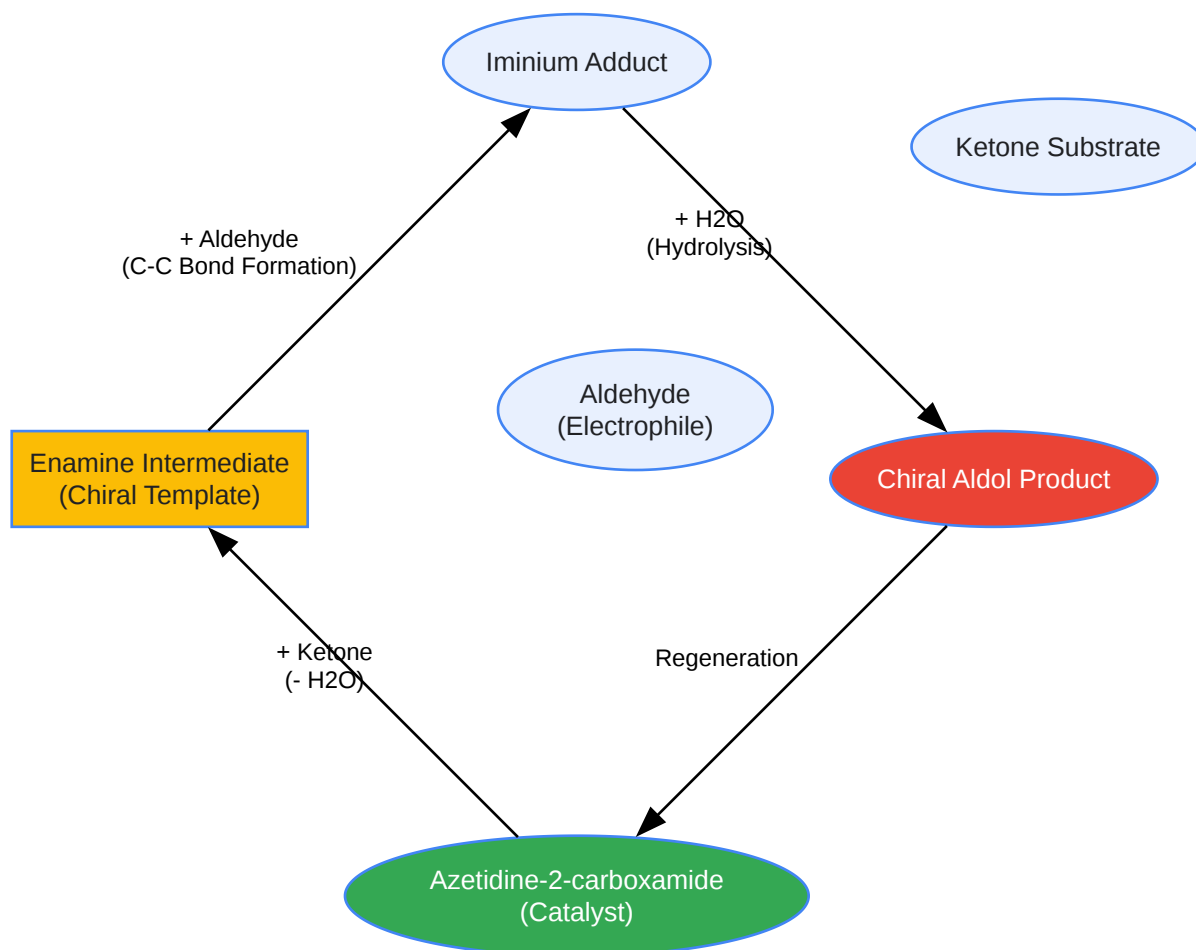 Iminium Adduct
Ketone Substrate
+ H2O
(Hydrolysis)
+ Aldehyde
(C-C Bond Formation)
Aldehyde
(Electrophile)
Enamine Intermediate
(Chiral Template)
Chiral Aldol Product
+ Ketone
(- H2O)
Regeneration
Azetidine-2-carboxamide
(Catalyst)